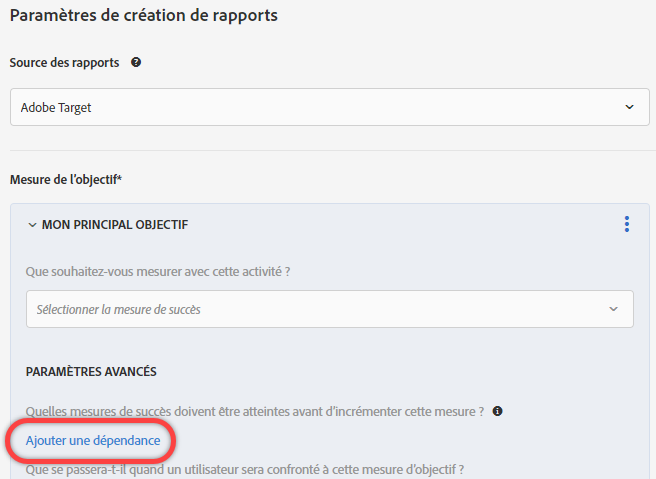 Paramètres de création de rapports
Source des rapports
Adobe Target
Mesure de l'objectif*
MON PRINCIPAL OBJECTIF
Que souhaitez-vous mesurer avec cette activité ?
Sélectionner la mesure de succès
PARAMÈTRES AVANCÉS
Quelles mesures de succès doivent être atteintes avant d'incrémenter cette mesure ?
Ajouter une dépendance
Que se passera-t-il quand un utilisateur sera confronté à cette mesure d'objectif ?